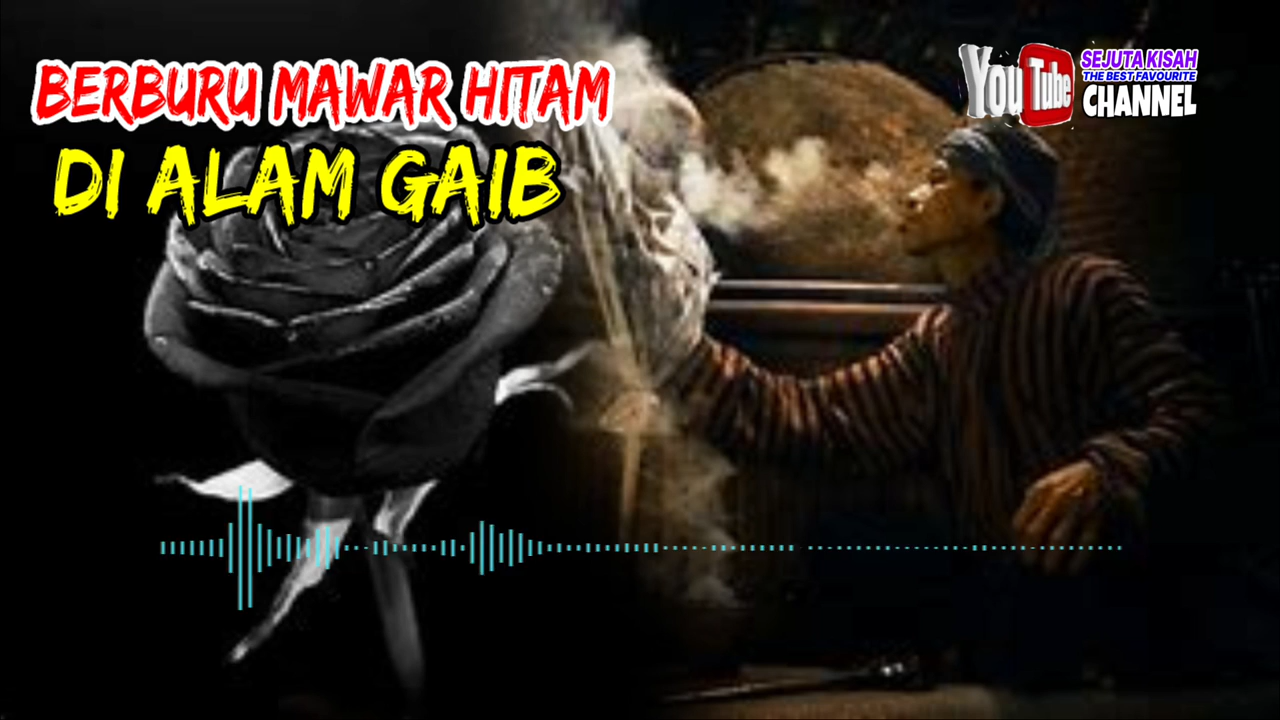 BERBURU MAWAR HITAM
DI ALAM GAIB
YouTube
SEJUTA KISAH
THE BEST FAVOURITE
CHANNEL